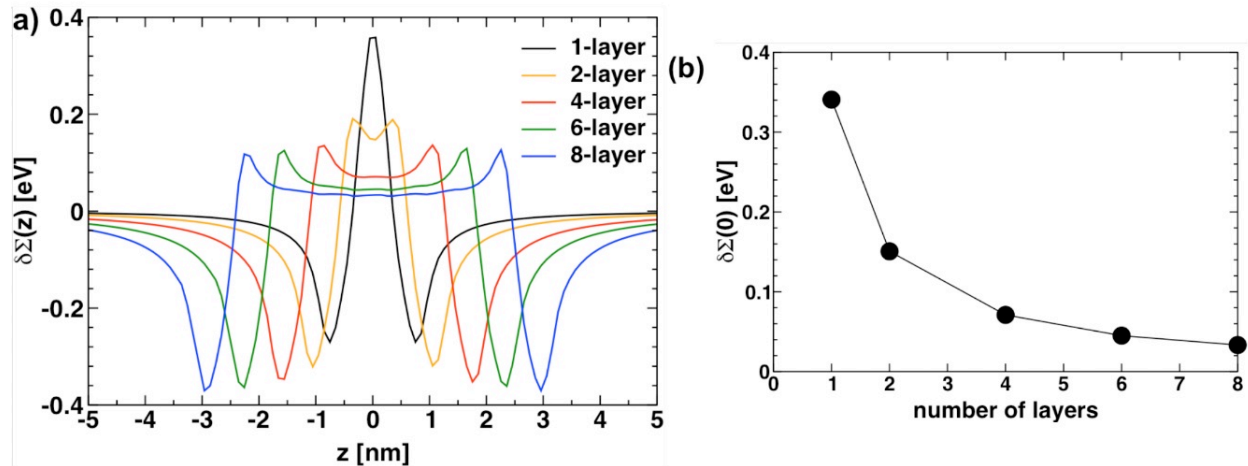 a)
0.4
0.2
0
-0.2
-0.4
δΣ(z) [eV]
1-layer
2-layer
4-layer
6-layer
8-layer
-5 -4 -3 -2 -1 0 1 2 3 4 5
z [nm]
(b)
0.4
0.3
0.2
0.1
0
δΣ(0) [eV]
0 1 2 3 4 5 6 7 8
number of layers